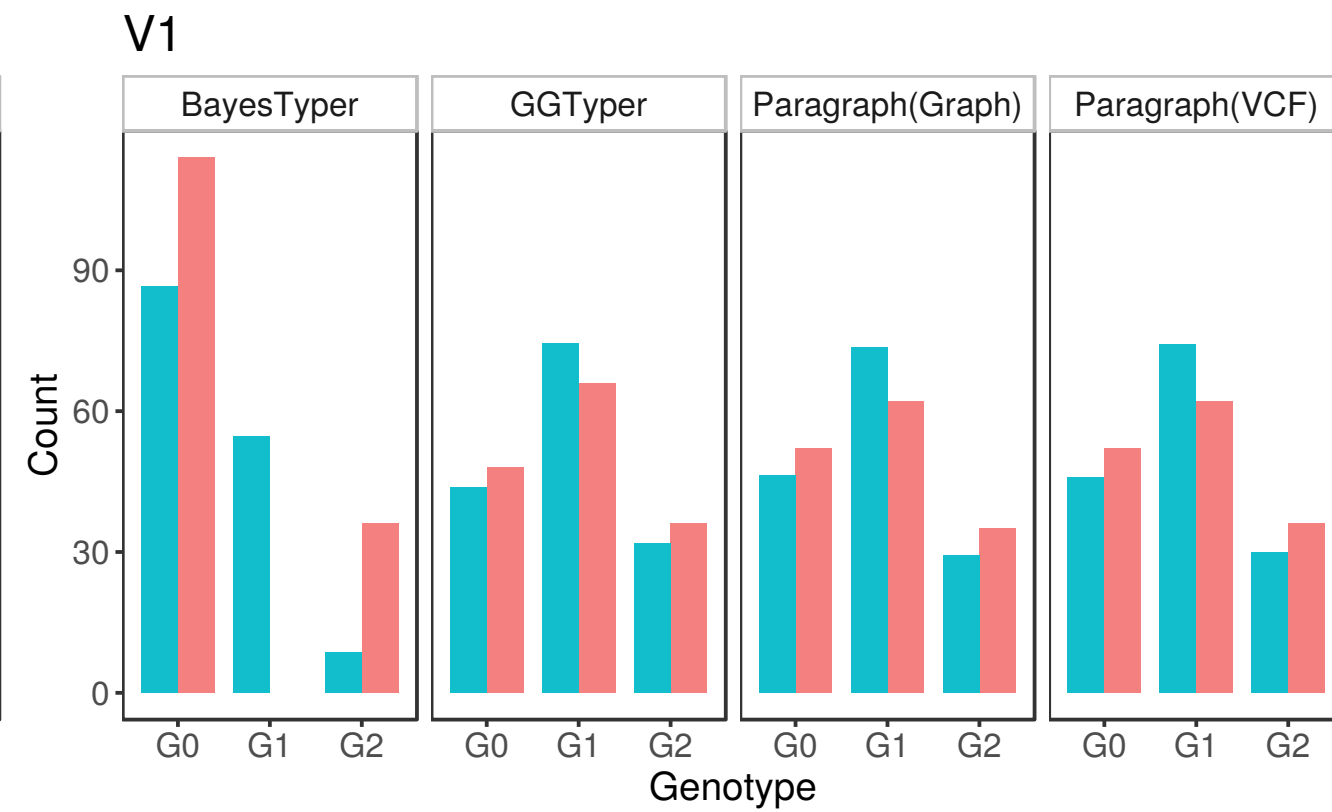 V1
BayesTyper GGTyper Paragraph(Graph) Paragraph(VCF)
90
60
30
0
Count
G0 G1 G2 G0 G1 G2 G0 G1 G2 G0 G1 G2
Genotype